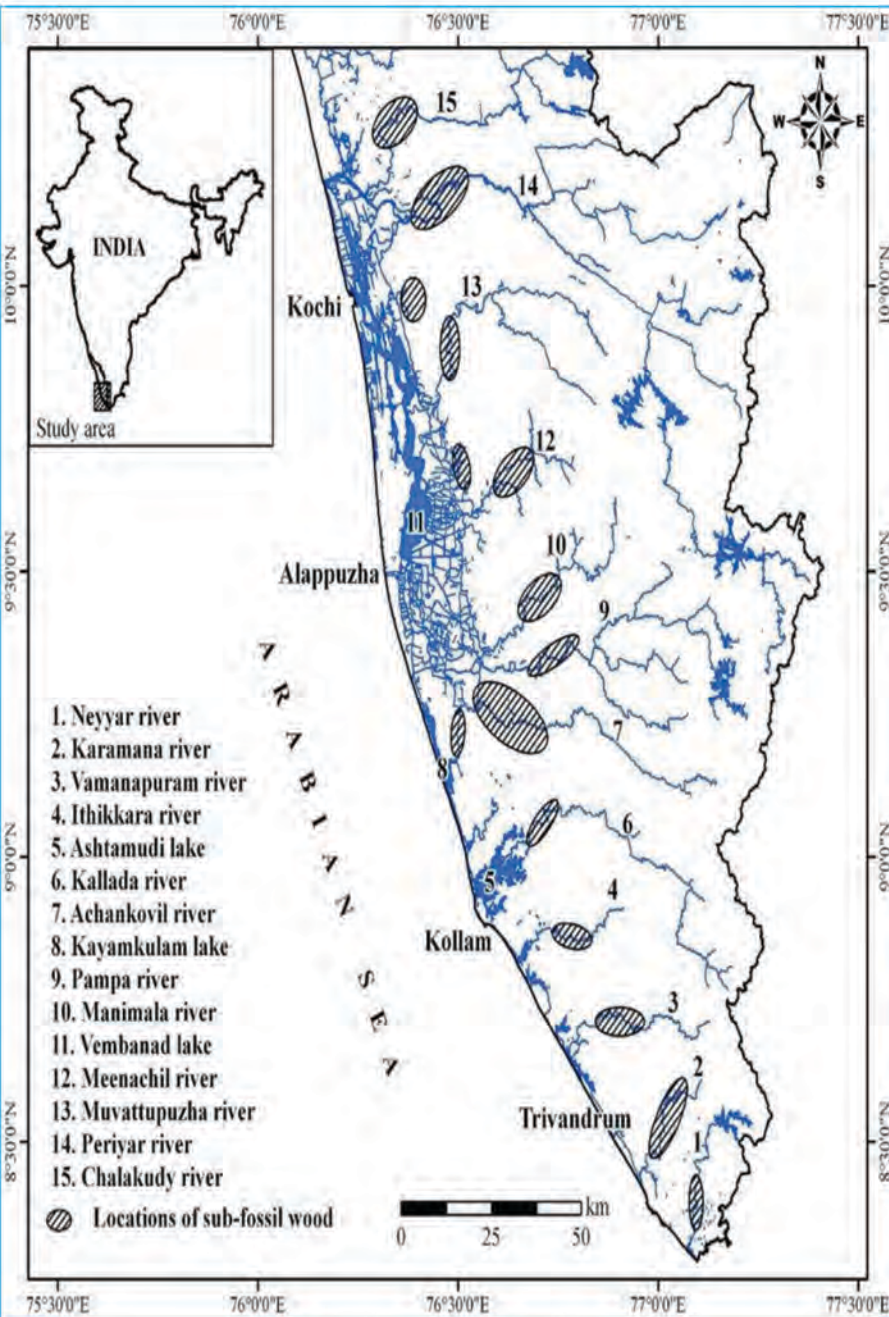 75°30'0"E 76°0'0"E 76°30'0"E 77°0'0"E 77°30'0"E
N
W E
S
15
14
INDIA
13
10°0'0"N 10°0'0"N
Kochi
Study area
12
11
10
Alappuzha
9°30'0"N 9°30'0"N
9
ARABIAN SEA
7
8
6
5
9°0'0"N 9°0'0"N
4
Kollam
3
2
Trivandrum
1
8°30'0"N 8°30'0"N
1. Neyyar river
2. Karamana river
3. Vamanapuram river
4. Ithikkara river
5. Ashtamudi lake
6. Kallada river
7. Achankovil river
8. Kayamkulam lake
9. Pampa river
10. Manimala river
11. Vembanad lake
12. Meenachil river
13. Muvattupuzha river
14. Periyar river
15. Chalakudy river
Locations of sub-fossil wood
km
0 25 50
75°30'0"E 76°0'0"E 76°30'0"E 77°0'0"E 77°30'0"E